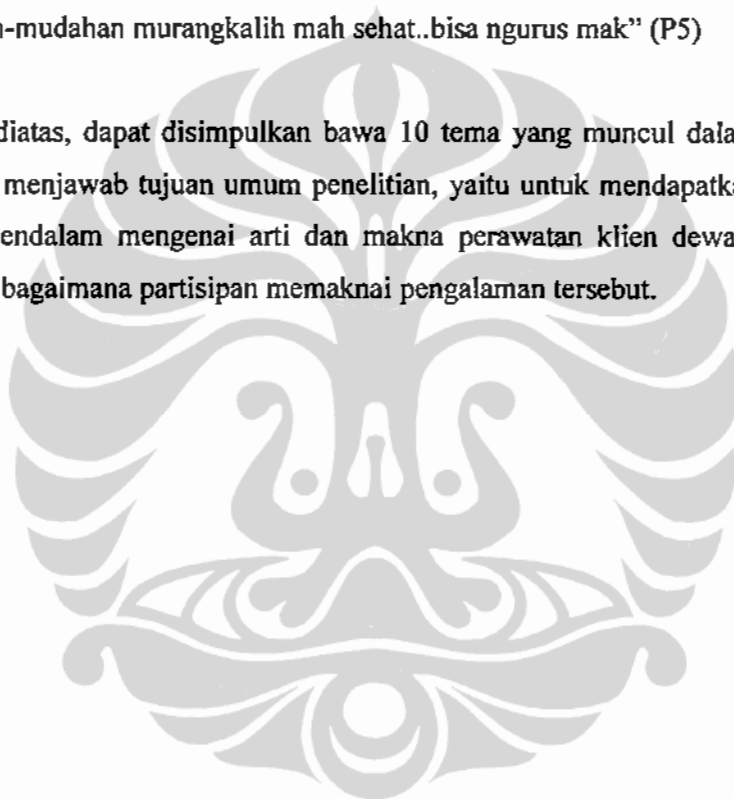 -mudahan murangkalih mah sehat..bisa ngurus mak” (P5)
diatas, dapat disimpulkan bawa 10 tema yang muncul dala
menjawab tujuan umum penelitian, yaitu untuk mendapatka
endalam mengenai arti dan makna perawatan klien dewa
bagaimana partisipan memaknai pengalaman tersebut.